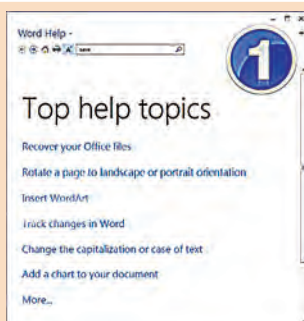 Word Help -
save
1
Top help topics
Recover your Office files
Rotate a page to landscape or portrait orientation
Insert WordArt
Track changes in Word
Change the capitalization or case of text
Add a chart to your document
More...